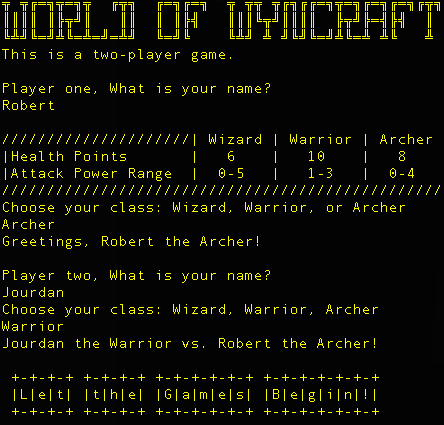 WORLD OF WYNCRAFT
This is a two-player game.
Player one, What is your name?
Robert
/////////////////////| Wizard | Warrior | Archer
|Health Points       |   6    |   10    |   8
|Attack Power Range  |  0-5   |  1-3    |  0-4
/////////////////////////////////////////////////
Choose your class: Wizard, Warrior, or Archer
Archer
Greetings, Robert the Archer!
Player two, What is your name?
Jourdan
Choose your class: Wizard, Warrior, Archer
Warrior
Jourdan the Warrior vs. Robert the Archer!
+-+-+-+ +-+-+-+ +-+-+-+-+-+ +-+-+-+-+-+-+
|L|e|t| |t|h|e| |G|a|m|e|s| |B|e|g|i|n|!|
+-+-+-+ +-+-+-+ +-+-+-+-+-+ +-+-+-+-+-+-+